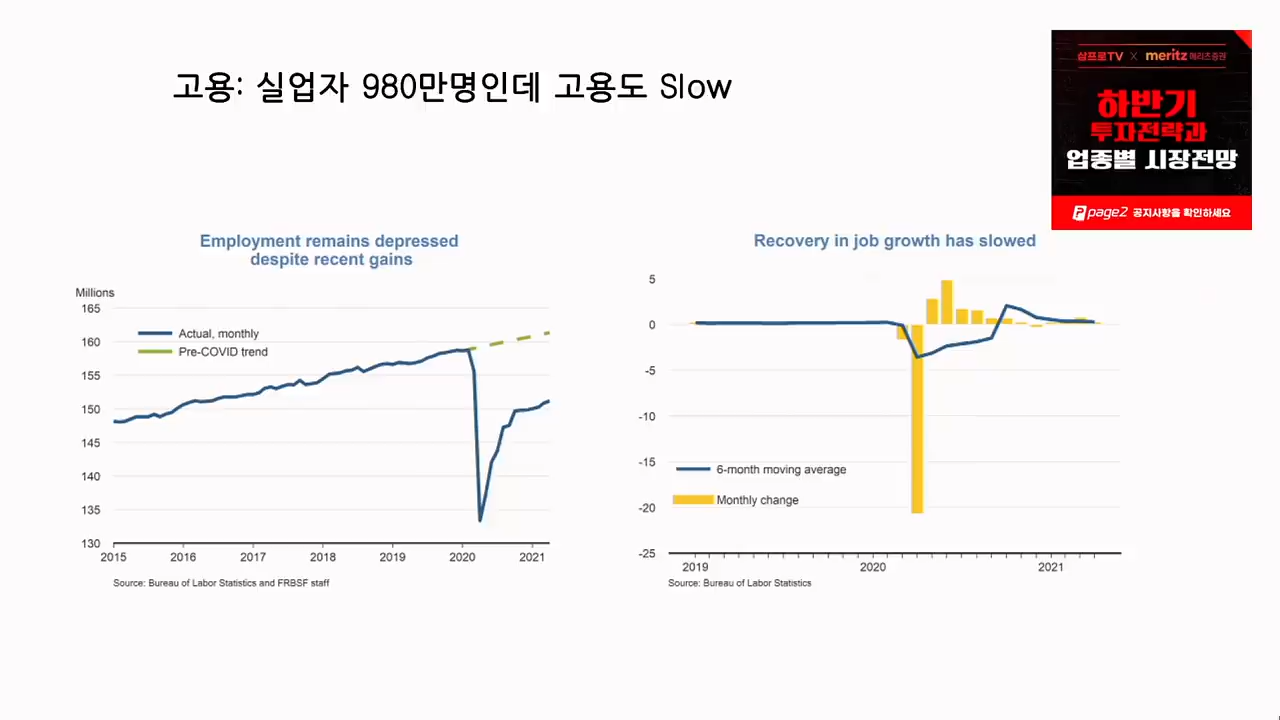 고용: 실업자 980만명인데 고용도 Slow
삼프로TV X meritz 메리츠증권
하반기
투자전략과
업종별 시장전망
page2 공지사항을 확인하세요
Employment remains depressed
despite recent gains
Millions
165
160
155
150
145
140
135
130
Actual, monthly
Pre-COVID trend
2015 2016 2017 2018 2019 2020 2021
Source: Bureau of Labor Statistics and FRBSF staff
Recovery in job growth has slowed
5
0
-5
-10
-15
-20
-25
6-month moving average
Monthly change
2019 2020 2021
Source: Bureau of Labor Statistics